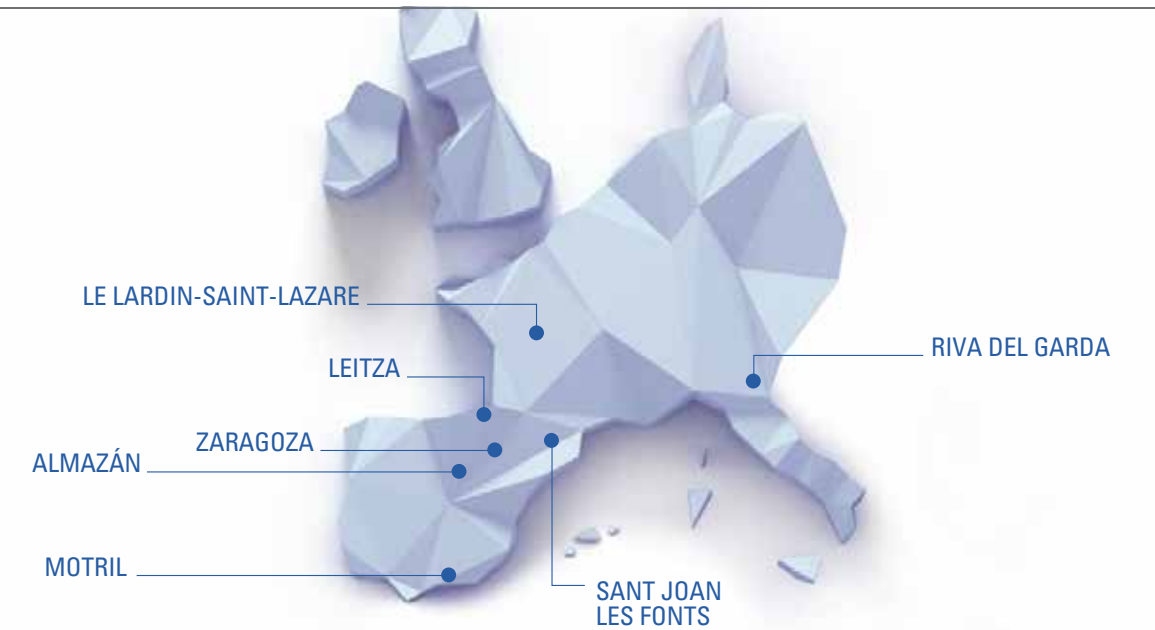 LE LARDIN-SAINT-LAZARE
LEITZA
RIVA DEL GARDA
ZARAGOZA
ALMAZÁN
MOTRIL
SANT JOAN
LES FONTS